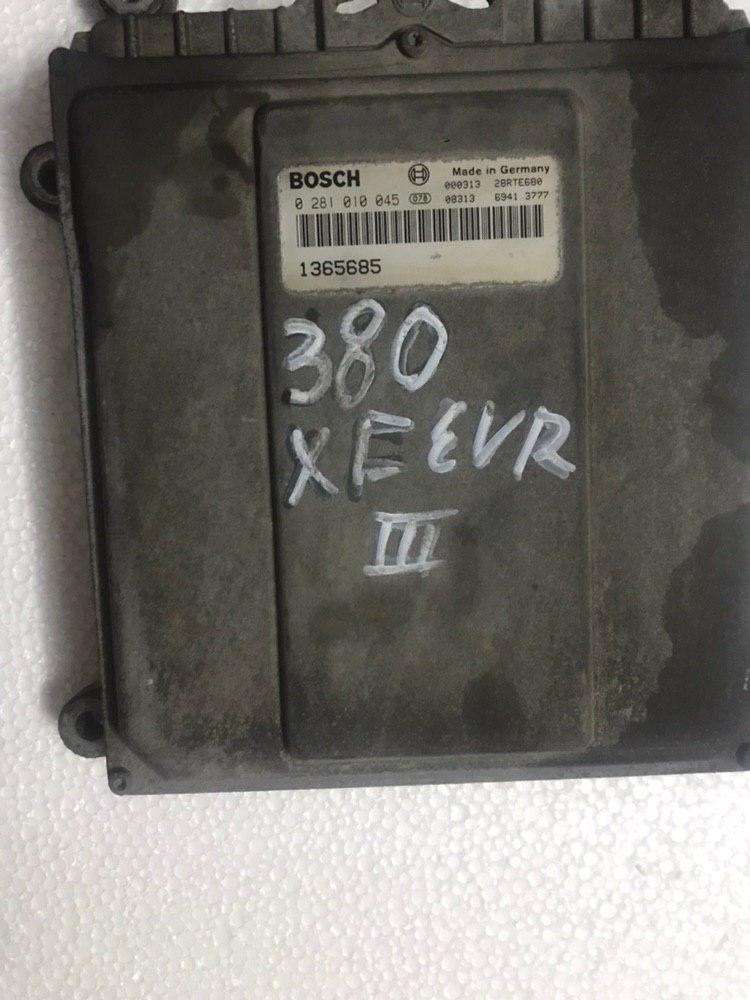 BOSCH Made in Germany
000313 28RTE680
0 281 010 045 078 08313 6941 3777
1365685
380
XF EVR
III